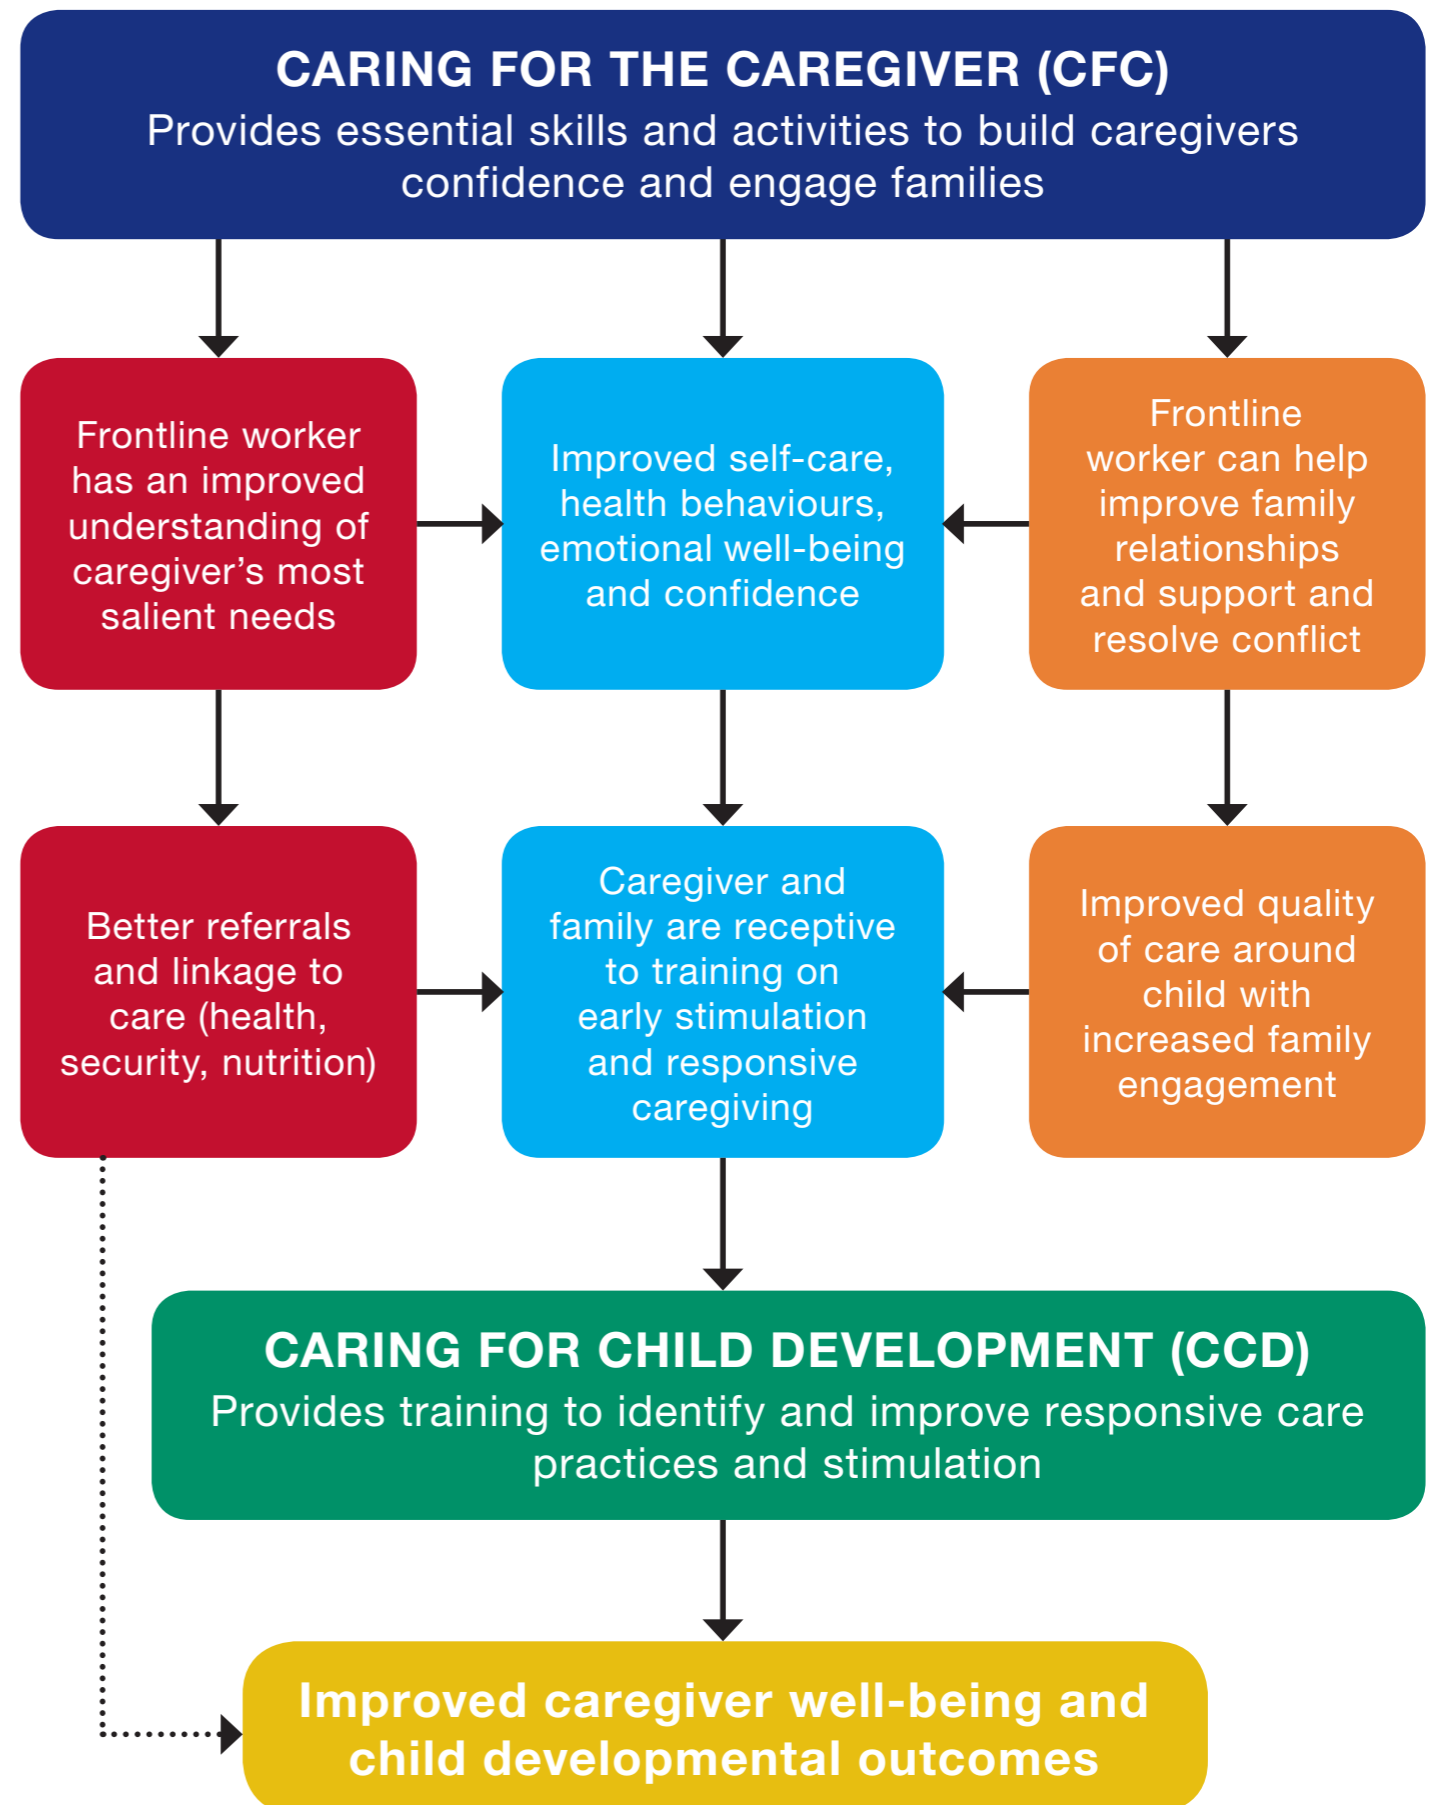 CARING FOR THE CAREGIVER (CFC)
Provides essential skills and activities to build caregivers
confidence and engage families
Frontline worker
has an improved
understanding of
caregiver’s most
salient needs
Improved self-care,
health behaviours,
emotional well-being
and confidence
Frontline
worker can help
improve family
relationships
and support and
resolve conflict
Better referrals
and linkage to
care (health,
security, nutrition)
Caregiver and
family are receptive
to training on
early stimulation
and responsive
caregiving
Improved quality
of care around
child with
increased family
engagement
CARING FOR CHILD DEVELOPMENT (CCD)
Provides training to identify and improve responsive care
practices and stimulation
Improved caregiver well-being and
child developmental outcomes